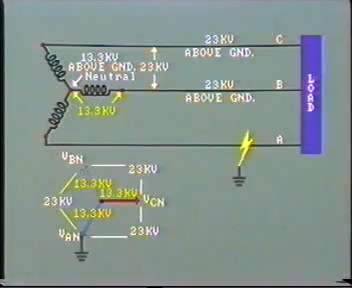 23KV C
ABOVE GND.
13.3KV
ABOVE GND. 23KV
Neutral
23KV B
ABOVE GND.
13.3KV
LOAD
A
VBN
23KV
13.3KV
13.3KV
23KV
VCN
13.3KV
VAN
23KV